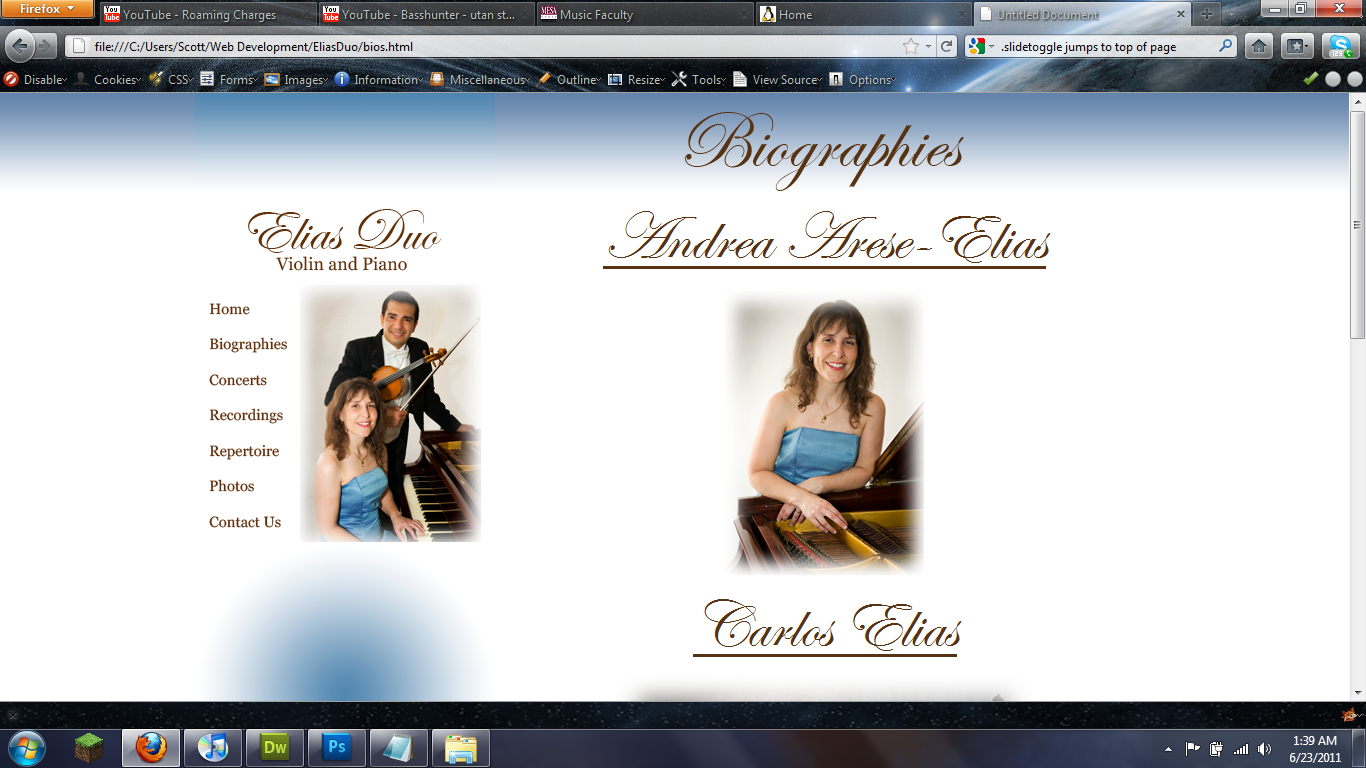 Firefox
YouTube - Roaming Charges
YouTube - Basshunter - utan st...
MESA Music Faculty
Home
Untitled Document
file:///C:/Users/Scott/Web Development/EliasDuo/bios.html
.slidetoggle jumps to top of page
Disable
Cookies
CSS
Forms
Images
Information
Miscellaneous
Outline
Resize
Tools
View Source
Options
Biographies
Elias Duo
Violin and Piano
Andrea Arese-Elias
Home
Biographies
Concerts
Recordings
Repertoire
Photos
Contact Us
Carlos Elias
Dw
Ps
1:39 AM
6/23/2011